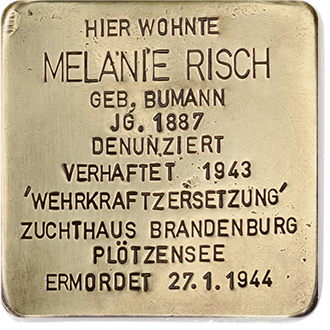 HIER WOHNTE
MELANIE RISCH
GEB. BUMANN
JG. 1887
DENUNZIERT
VERHAFTET 1943
'WEHRKRAFTZERSETZUNG'
ZUCHTHAUS BRANDENBURG
PLÖTZENSEE
ERMORDET 27.1.1944